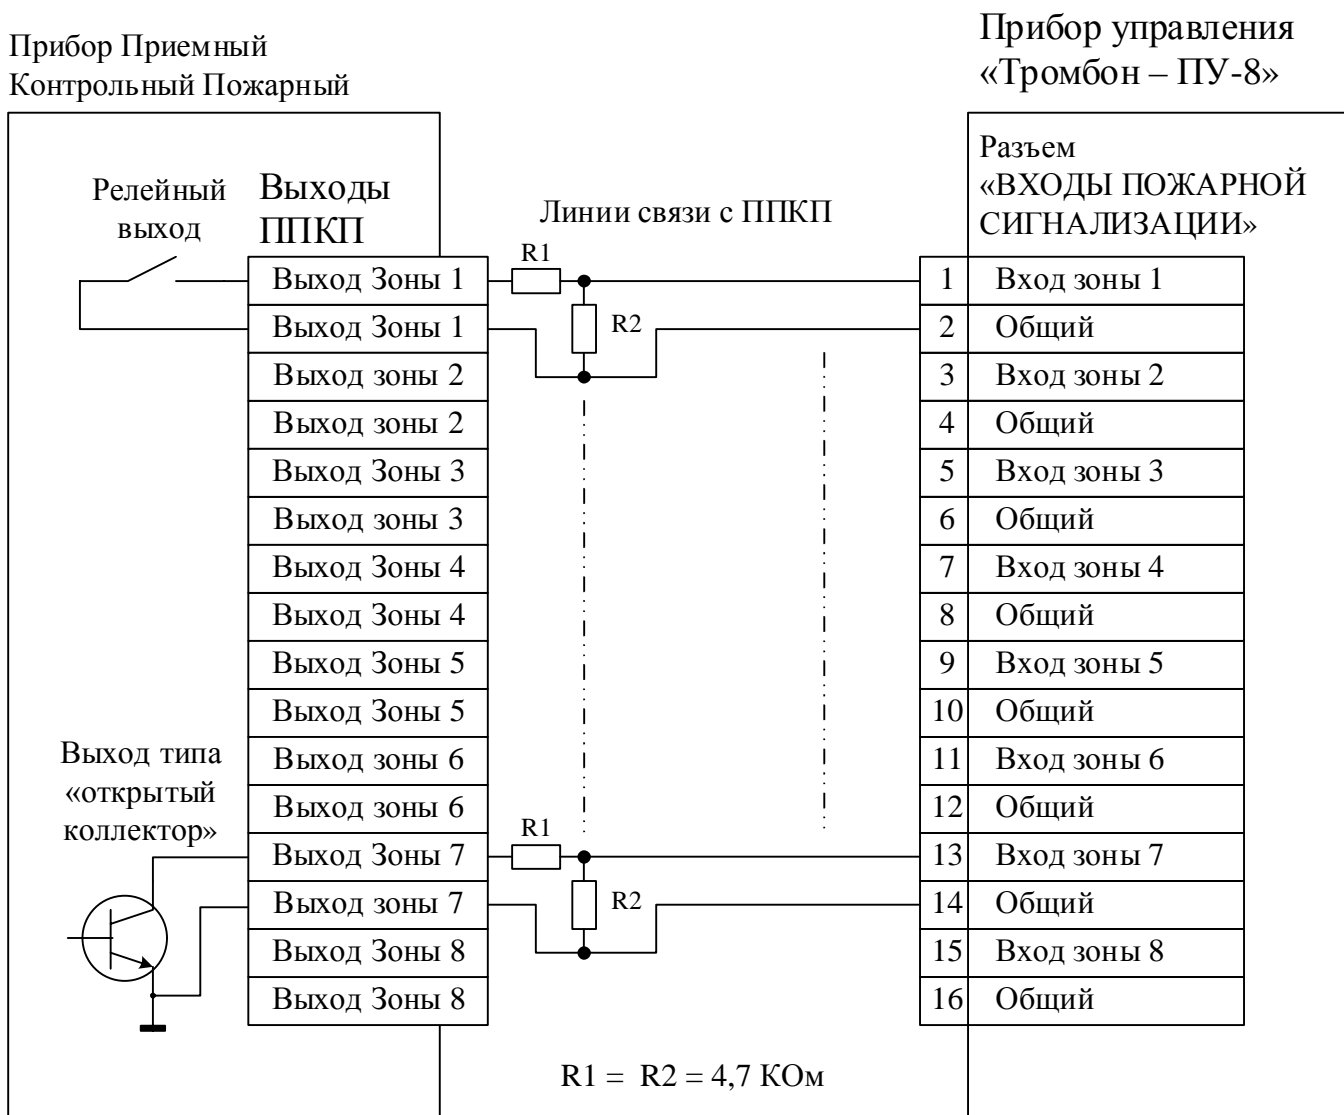 Прибор Приемный
Контрольный Пожарный
Прибор управления
«Тромбон – ПУ-8»
Релейный
выход
Выходы
ППКП
Линии связи с ППКП
Разъем
«ВХОДЫ ПОЖАРНОЙ
СИГНАЛИЗАЦИИ»
R1
R2
Выход Зоны 1
Выход Зоны 1
Выход зоны 2
Выход зоны 2
Выход Зоны 3
Выход зоны 3
Выход Зоны 4
Выход Зоны 4
Выход Зоны 5
Выход Зоны 5
Выход зоны 6
Выход зоны 6
Выход Зоны 7
Выход зоны 7
Выход Зоны 8
Выход Зоны 8
1 Вход зоны 1
2 Общий
3 Вход зоны 2
4 Общий
5 Вход зоны 3
6 Общий
7 Вход зоны 4
8 Общий
9 Вход зоны 5
10 Общий
11 Вход зоны 6
12 Общий
13 Вход зоны 7
14 Общий
15 Вход зоны 8
16 Общий
Выход типа
«открытый
коллектор»
R1
R2
R1 = R2 = 4,7 КОм